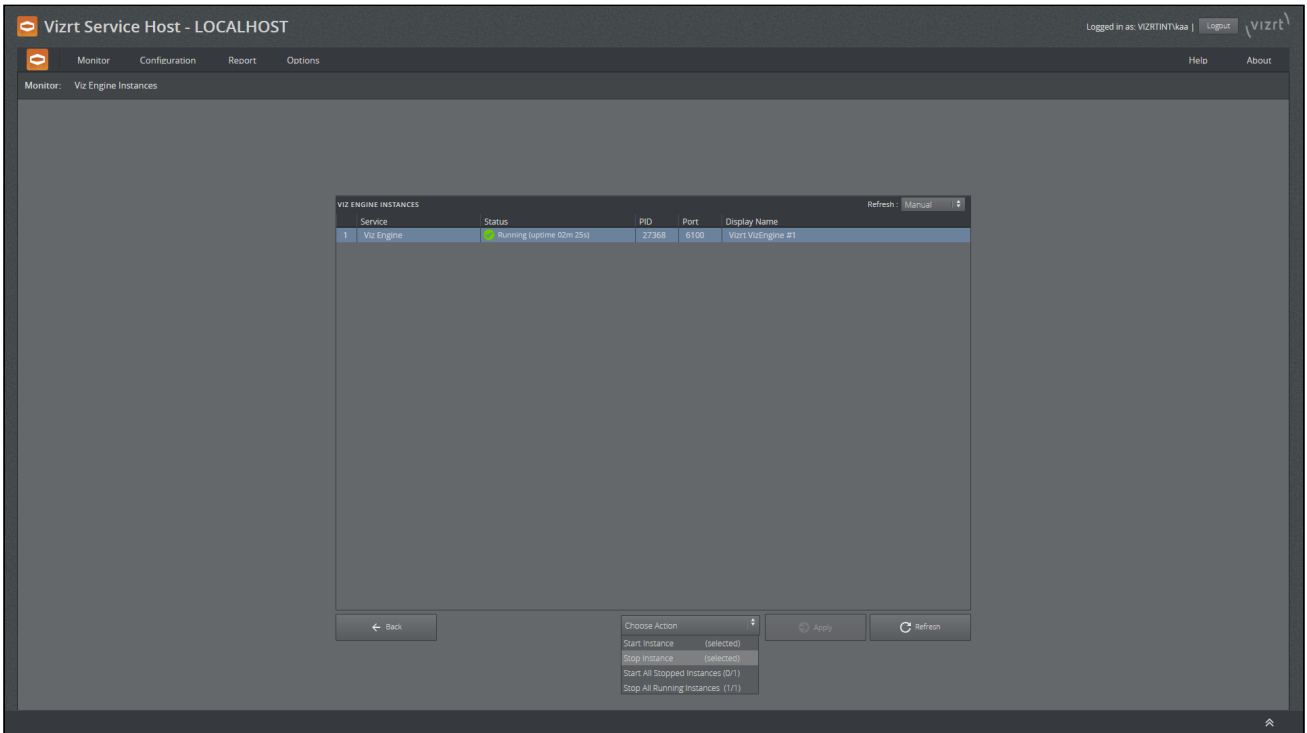 Vizrt Service Host - LOCALHOST
Logged in as: VIZRTINT\kaa | Logout vizrt
Monitor Configuration Report Options Help About
Monitor: Viz Engine Instances
VIZ ENGINE INSTANCES Refresh : Manual
Service Status PID Port Display Name
1 Viz Engine Running (uptime 02m 25s) 27368 6100 Vizrt VizEngine #1
Back Choose Action Apply Refresh
Start Instance (selected)
Stop Instance (selected)
Start All Stopped Instances (0/1)
Stop All Running Instances (1/1)